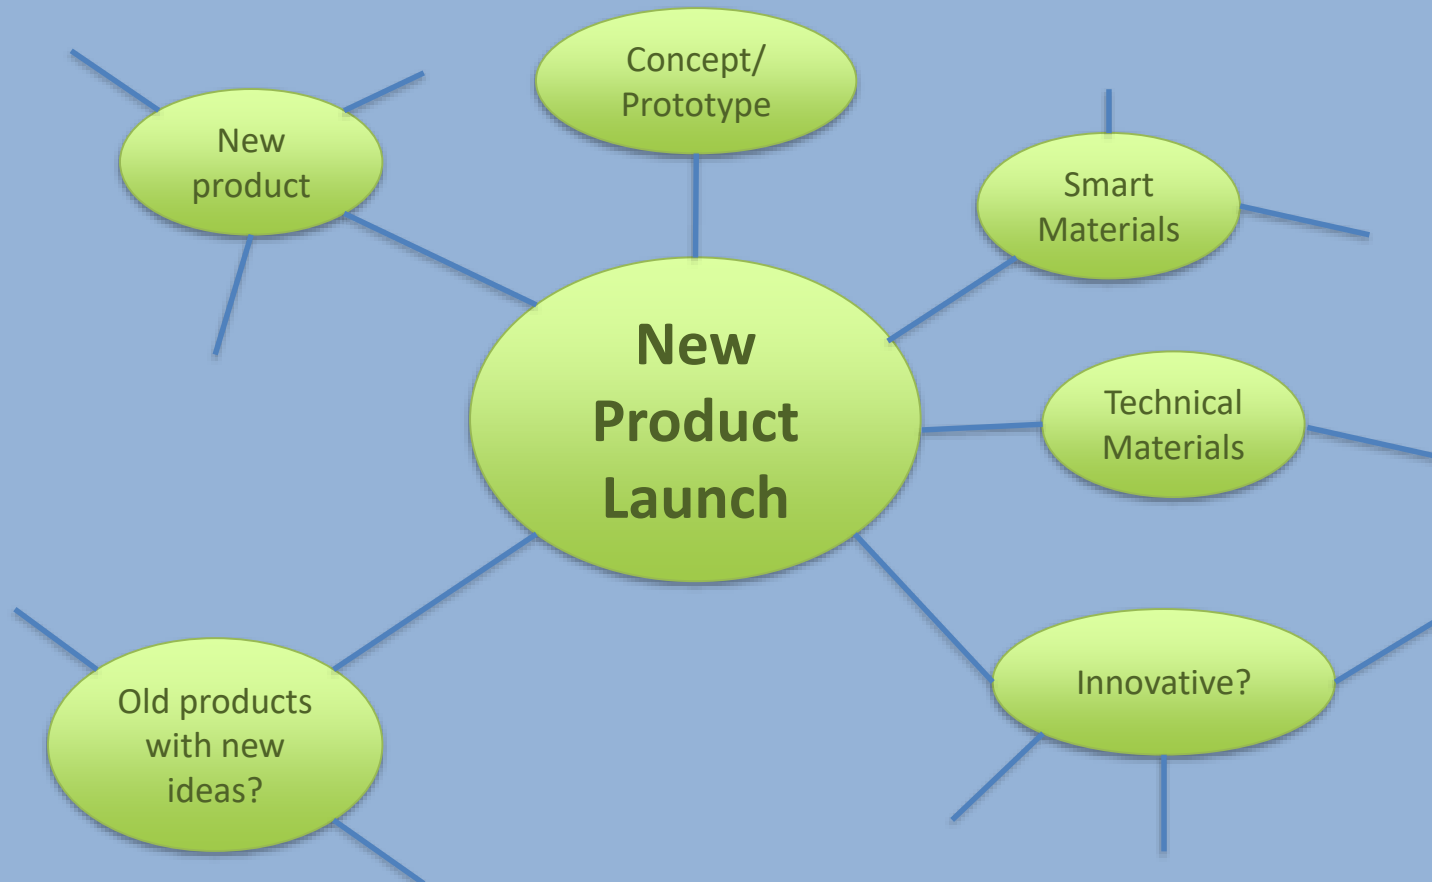 Concept/
Prototype
New
product
Smart
Materials
New
Product
Launch
Technical
Materials
Old products
with new
ideas?
Innovative?